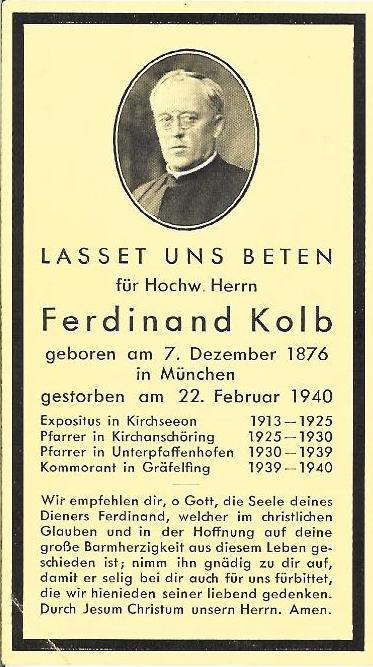 LASSET UNS BETEN
für Hochw. Herrn
Ferdinand Kolb
geboren am 7. Dezember 1876
in München
gestorben am 22. Februar 1940
Expositus in Kirchseeon 1913–1925
Pfarrer in Kirchanschöring 1925–1930
Pfarrer in Unterpfaffenhofen 1930–1939
Kommorant in Gräfelfing 1939–1940
Wir empfehlen dir, o Gott, die Seele deines
Dieners Ferdinand, welcher im christlichen
Glauben und in der Hoffnung auf deine
große Barmherzigkeit aus diesem Leben ge-
schieden ist; nimm ihn gnädig zu dir auf,
damit er selig bei dir auch für uns fürbittet,
die wir hienieden seiner liebend gedenken.
Durch Jesum Christum unsern Herrn. Amen.